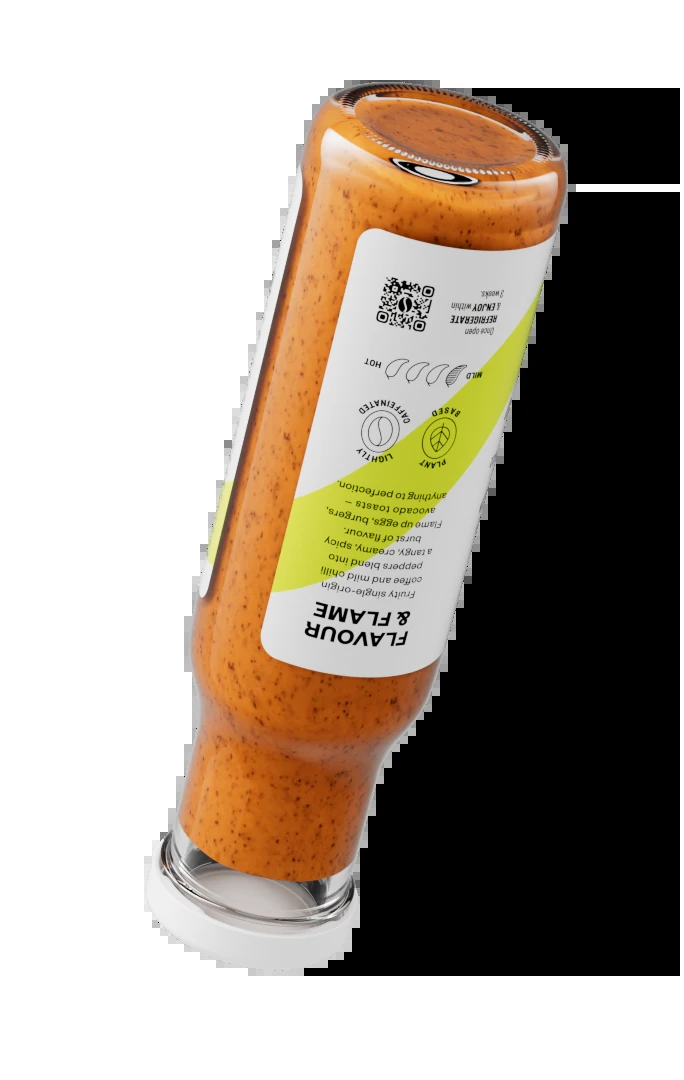 FLAVOUR
& FLAME
Fruity single-origin
coffee and mild chilli
peppers blend into
a tangy, creamy, spicy
burst of flavour.
Flame up eggs, burgers,
avocado toasts –
anything to perfection.
PLANT
BASED
LIGHTLY
CAFFEINATED
MILD
HOT
Once open
REFRIGERATE
& ENJOY within
3 weeks.